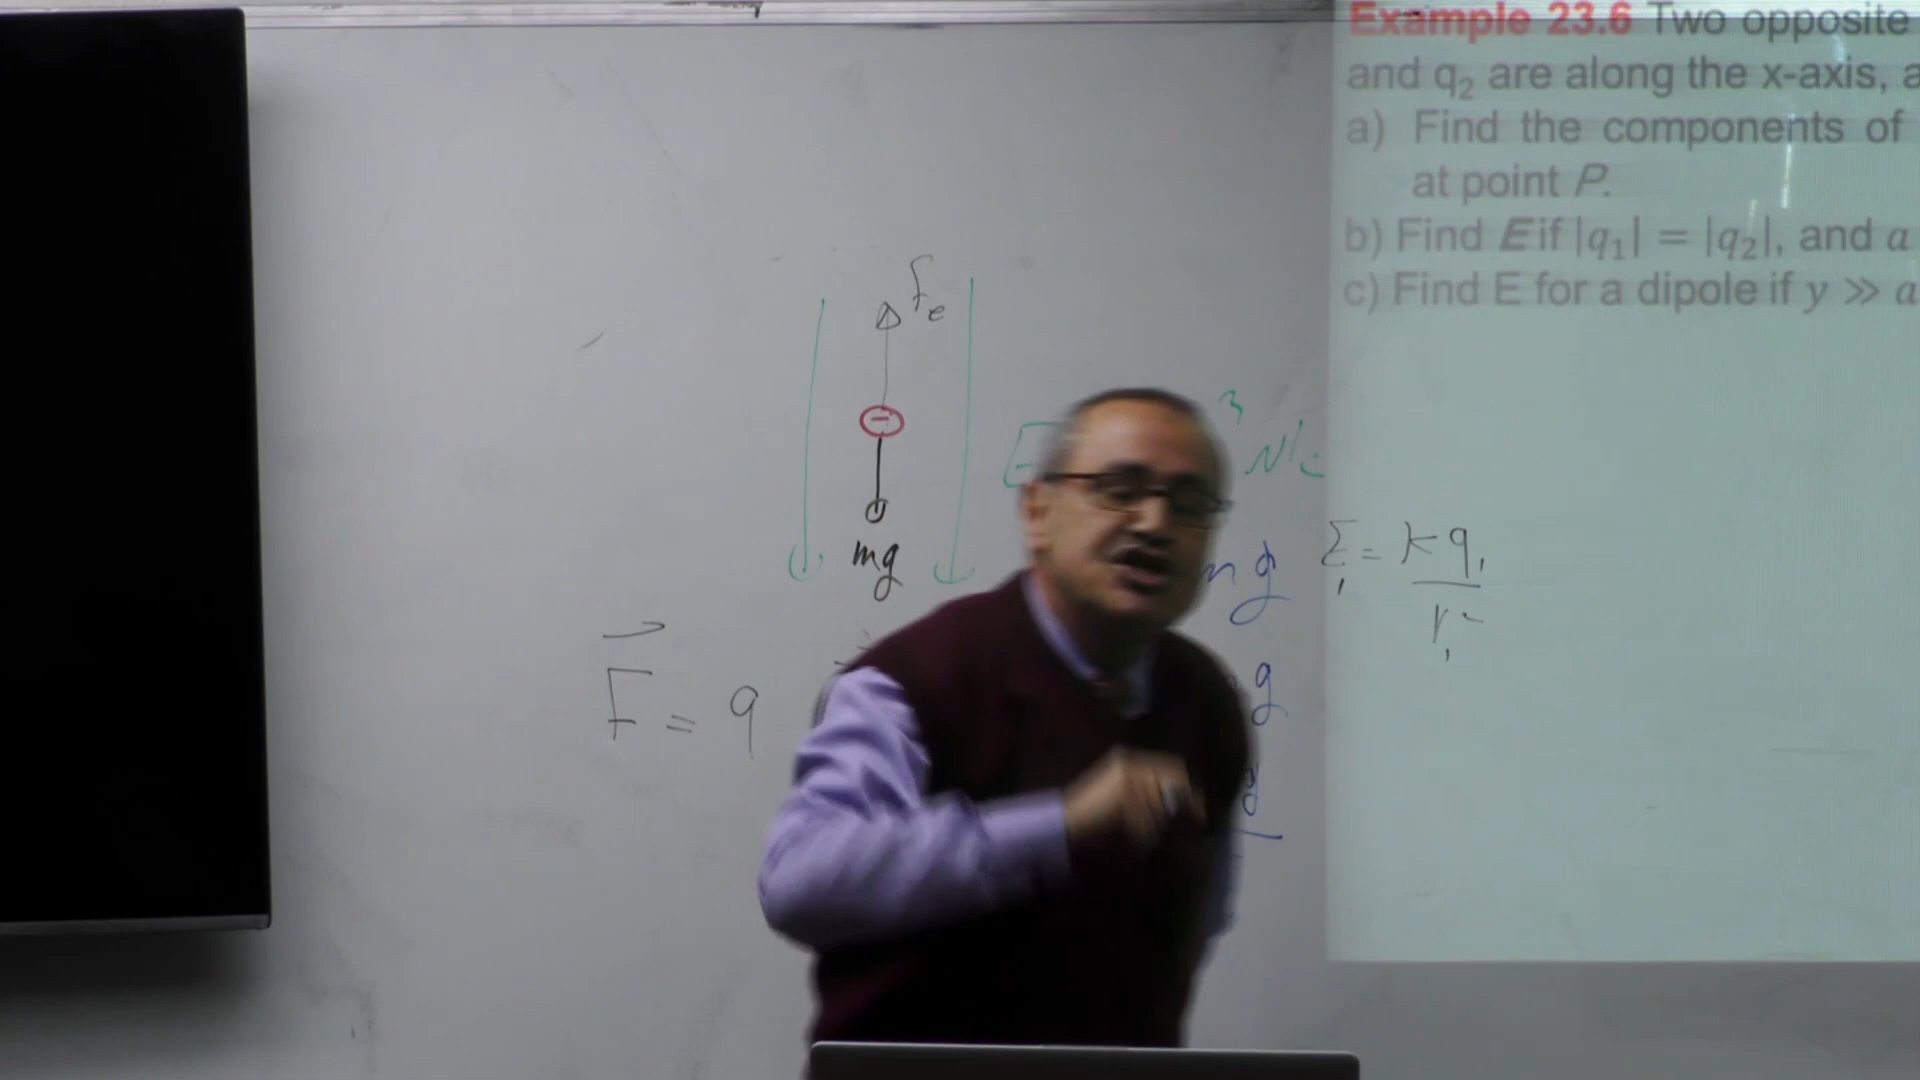 Example 23.6 Two opposite
and q₂ are along the x-axis,
a) Find the components of
at point P.
b) Find E if |q₁| = |q₂|, and a
c) Find E for a dipole if y ≫ a
fe
mg
3
N/c
g
E₁ = kq₁
r₁²
F⃗ = q
g